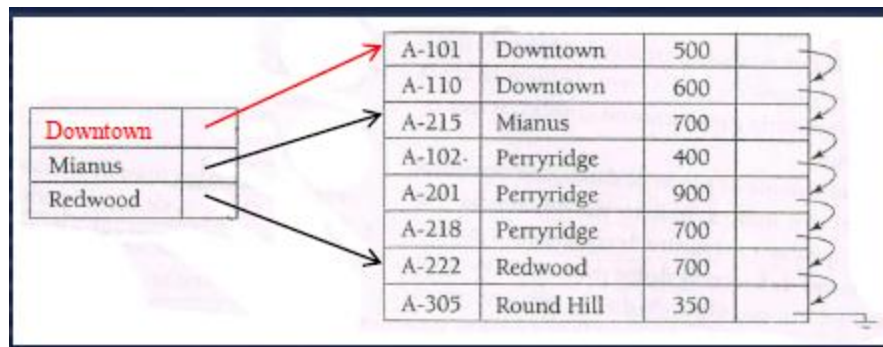 Downtown
Mianus
Redwood
A-101 Downtown 500
A-110 Downtown 600
A-215 Mianus 700
A-102- Perryridge 400
A-201 Perryridge 900
A-218 Perryridge 700
A-222 Redwood 700
A-305 Round Hill 350